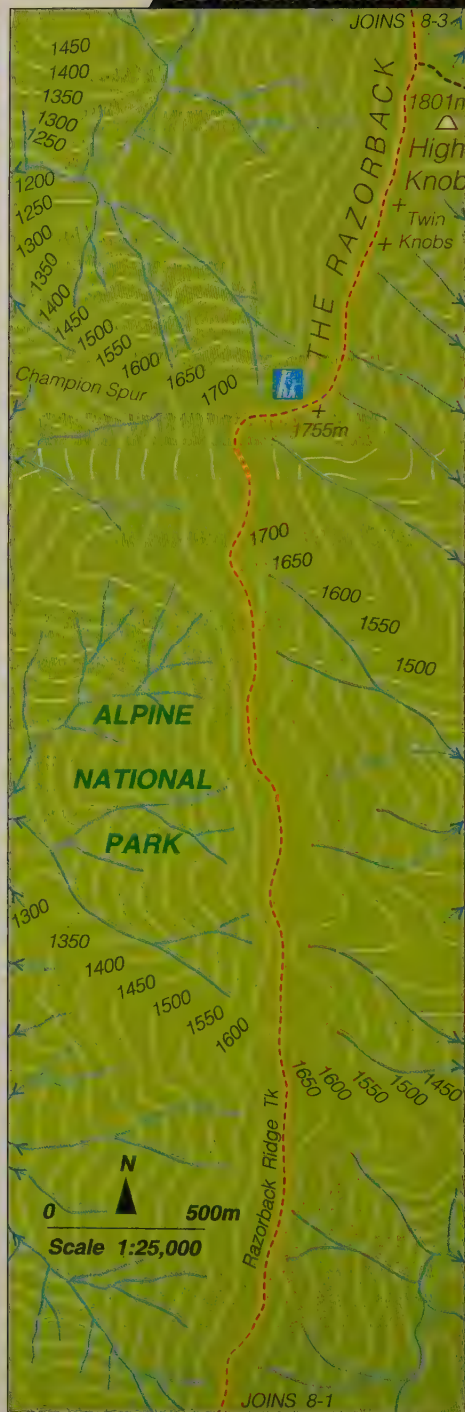 JOINS 8-3
1450
1400
1350
1300
1250
1200
1250
1300
1350
1400
1450
1500
1550
1600
1650
1700
THE RAZORBACK
1801m
High
Knob
Twin
Knobs
Champion Spur
1755m
1700
1650
1600
1550
1500
ALPINE
NATIONAL
PARK
1300
1350
1400
1450
1500
1550
1600
1650
1600
1550
1500
1450
Razorback Ridge Tk
N
0 500m
Scale 1:25,000
JOINS 8-1